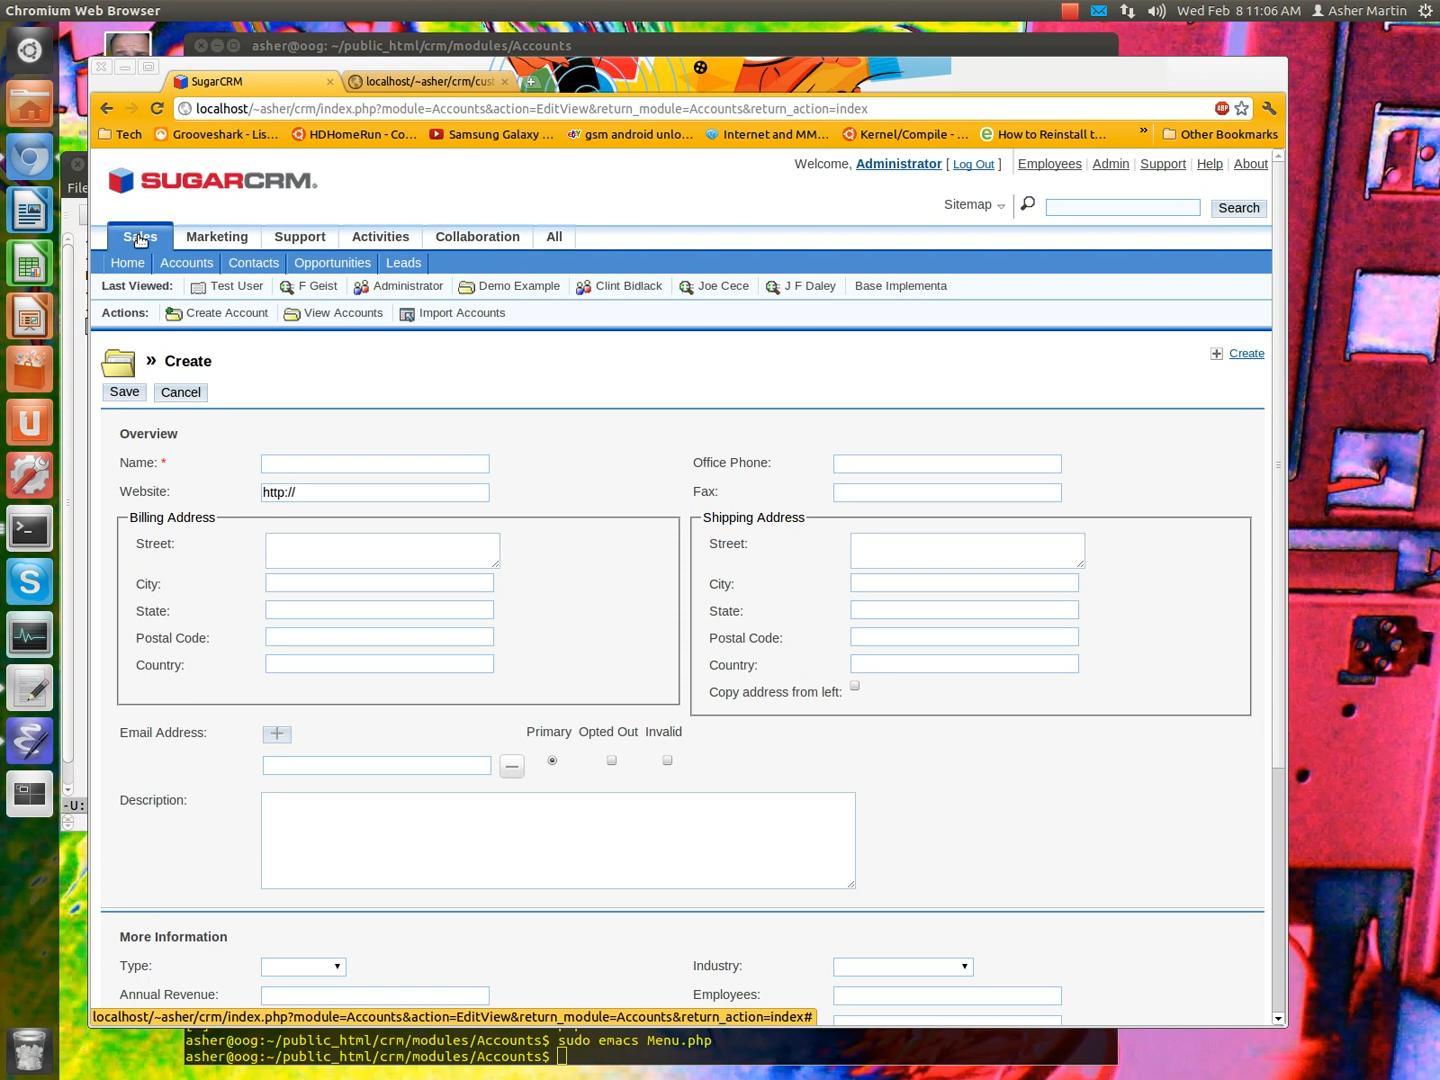 Chromium Web Browser
Wed Feb 8 11:06 AM Asher Martin
asher@oog: ~/public_html/crm/modules/Accounts
SugarCRM
localhost/~asher/crm/cus
localhost/~asher/crm/index.php?module=Accounts&action=EditView&return_module=Accounts&return_action=index
ABP
Tech Grooveshark - Lis... HDHomeRun - Co... Samsung Galaxy ... gsm android unlo... Internet and MM... Kernel/Compile - ... How to Reinstall t... » Other Bookmarks
File
Welcome, Administrator [ Log Out ] Employees Admin Support Help About
SUGARCRM.
Sitemap Search
Sales Marketing Support Activities Collaboration All
Home Accounts Contacts Opportunities Leads
Last Viewed: Test User F Geist Administrator Demo Example Clint Bidlack Joe Cece J F Daley Base Implementa
Actions: Create Account View Accounts Import Accounts
» Create
Create
Save Cancel
Overview
Name: * Office Phone:
Website: http:// Fax:
Billing Address Shipping Address
Street: Street:
City: City:
State: State:
Postal Code: Postal Code:
Country: Country:
Copy address from left:
Email Address: Primary Opted Out Invalid
Description:
-U:
More Information
Type: Industry:
Annual Revenue: Employees:
localhost/~asher/crm/index.php?module=Accounts&action=EditView&return_module=Accounts&return_action=index#
asher@oog:~/public_html/crm/modules/Accounts$ sudo emacs Menu.php
asher@oog:~/public_html/crm/modules/Accounts$